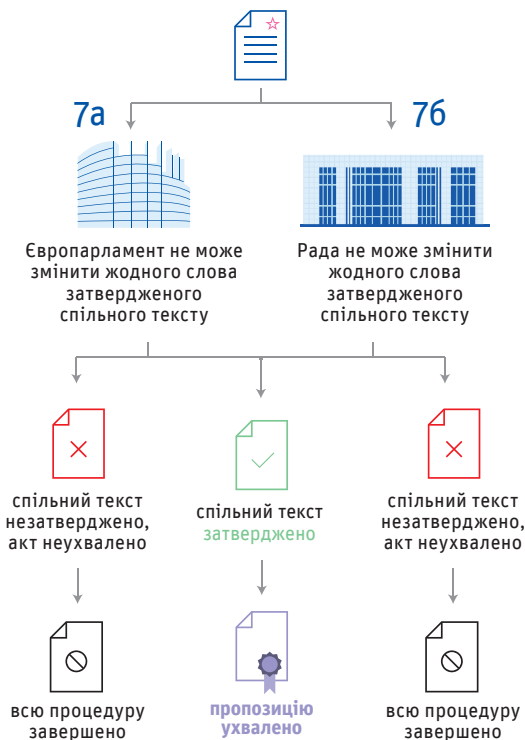 7а
7б
Європарламент не може
змінити жодного слова
затвердженого
спільного тексту
Рада не може змінити
жодного слова
затвердженого
спільного тексту
спільний текст
незатверджено,
акт неухвалено
спільний текст
затверджено
спільний текст
незатверджено,
акт неухвалено
всю процедуру
завершено
пропозицію
ухвалено
всю процедуру
завершено